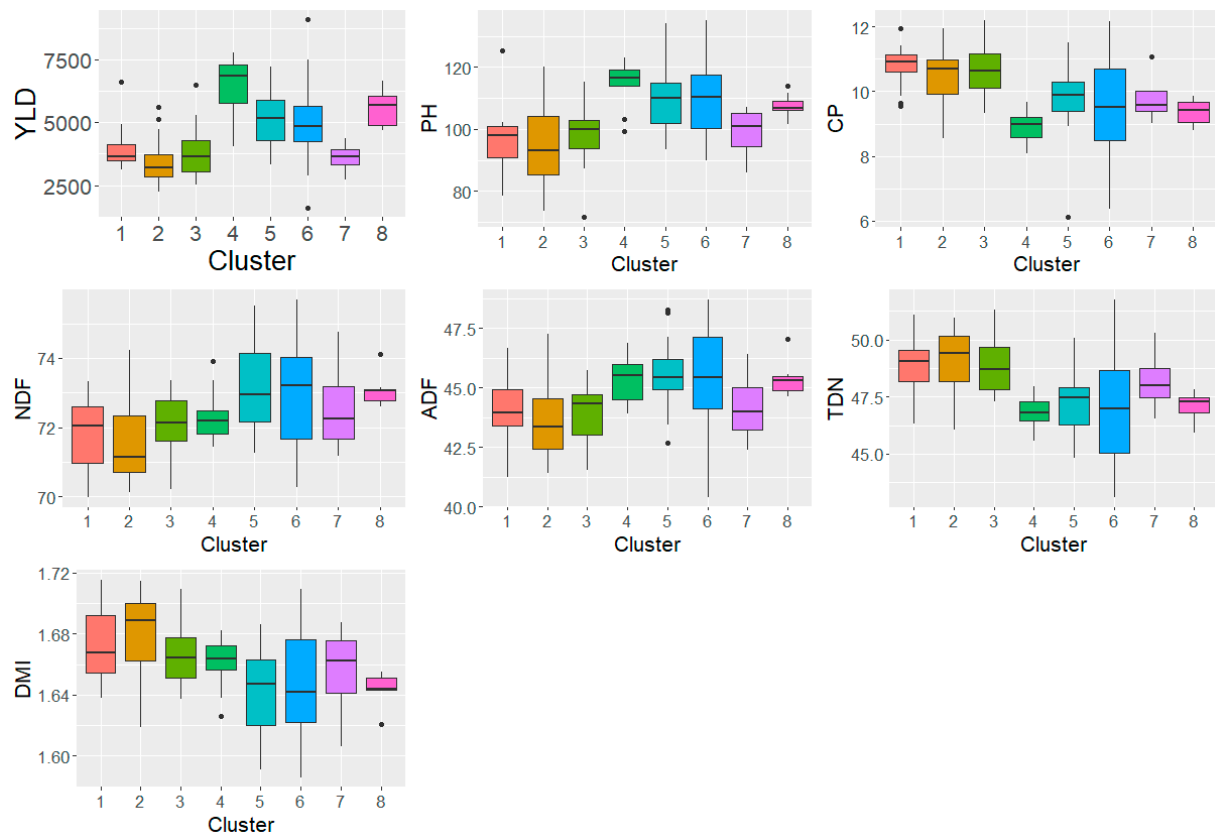 YLD
7500
5000
2500
1 2 3 4 5 6 7 8
Cluster
PH
120
100
80
1 2 3 4 5 6 7 8
Cluster
CP
12
10
8
6
1 2 3 4 5 6 7 8
Cluster
NDF
74
72
70
1 2 3 4 5 6 7 8
Cluster
ADF
47.5
45.0
42.5
40.0
1 2 3 4 5 6 7 8
Cluster
TDN
50.0
47.5
45.0
1 2 3 4 5 6 7 8
Cluster
DMI
1.72
1.68
1.64
1.60
1 2 3 4 5 6 7 8
Cluster